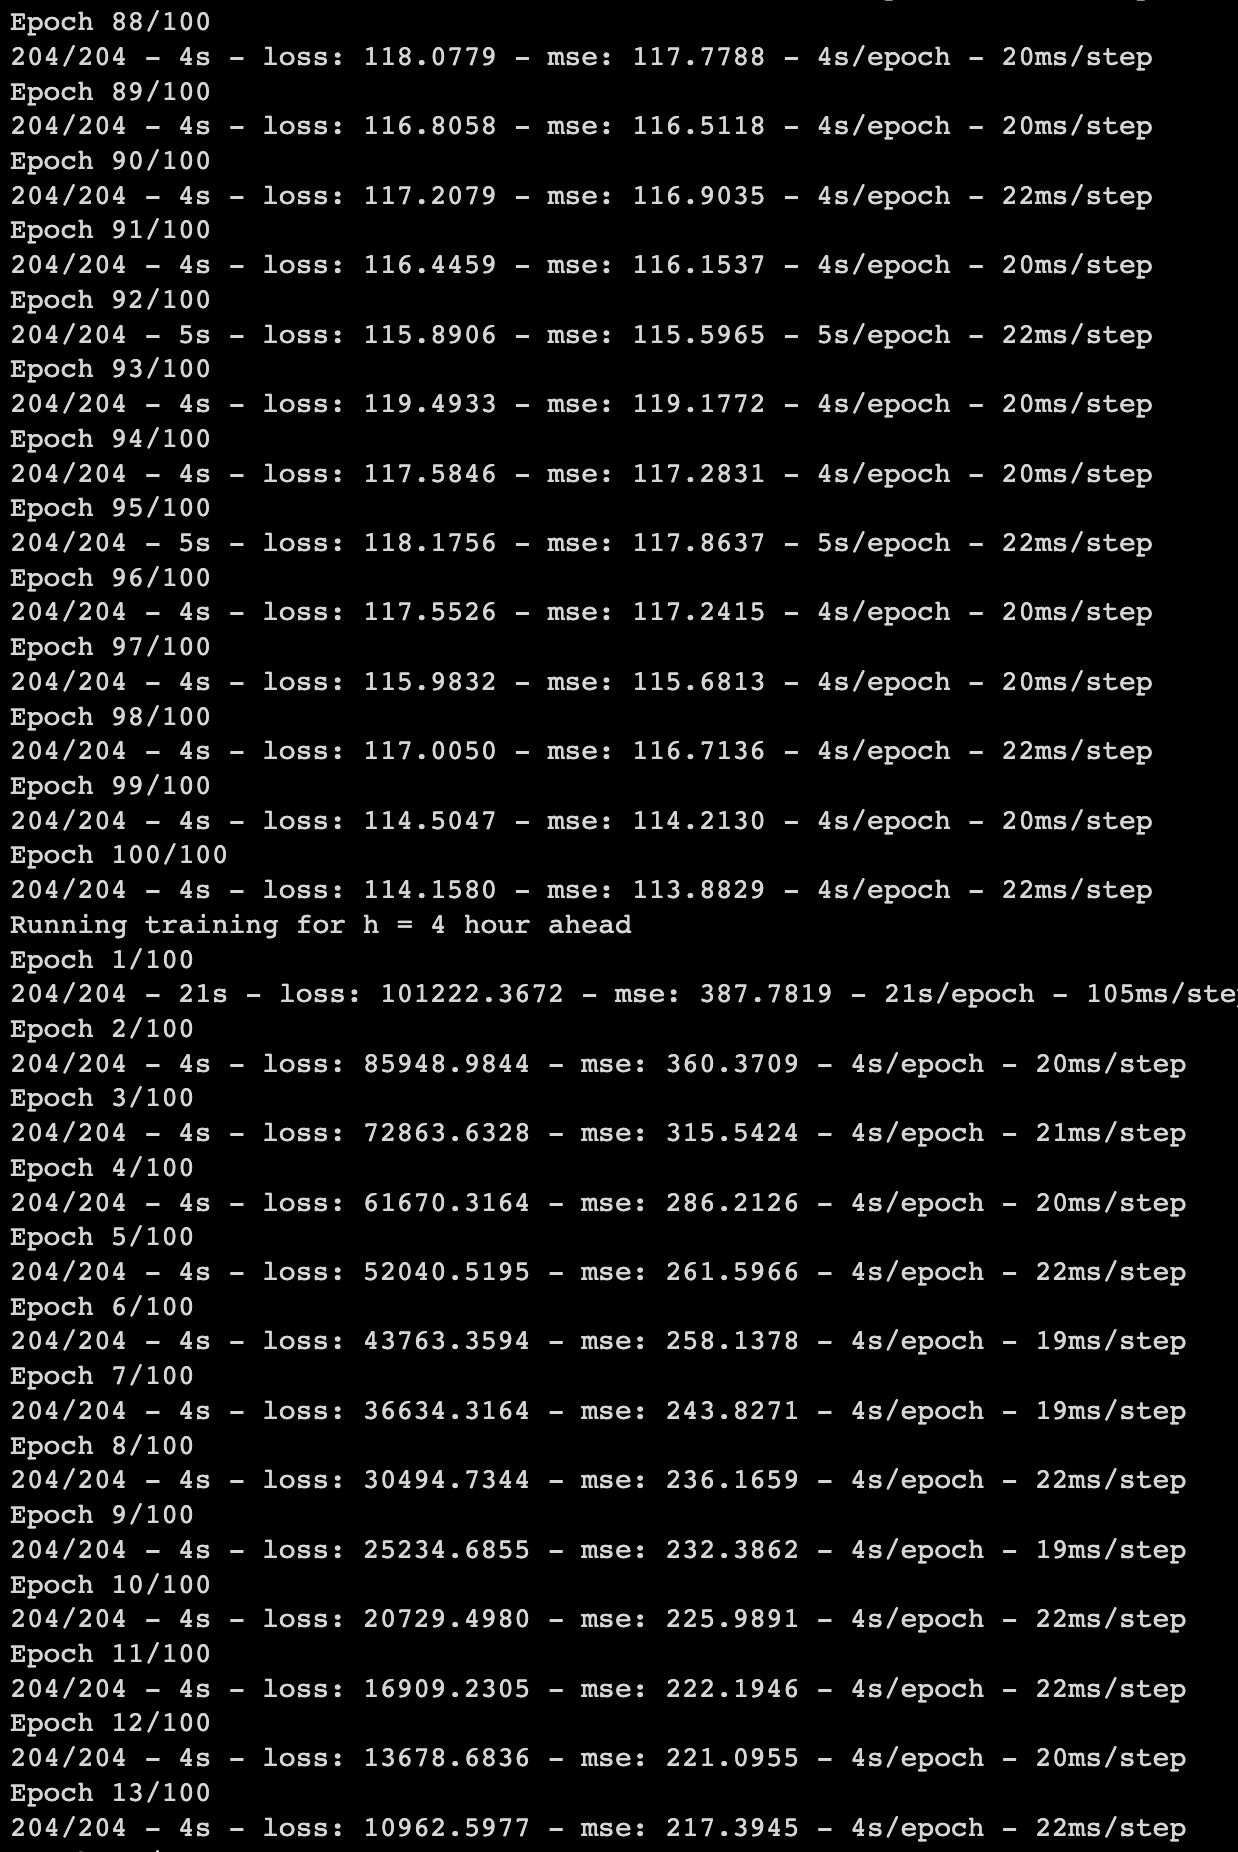 Epoch 88/100
204/204 - 4s - loss: 118.0779 - mse: 117.7788 - 4s/epoch - 20ms/step
Epoch 89/100
204/204 - 4s - loss: 116.8058 - mse: 116.5118 - 4s/epoch - 20ms/step
Epoch 90/100
204/204 - 4s - loss: 117.2079 - mse: 116.9035 - 4s/epoch - 22ms/step
Epoch 91/100
204/204 - 4s - loss: 116.4459 - mse: 116.1537 - 4s/epoch - 20ms/step
Epoch 92/100
204/204 - 5s - loss: 115.8906 - mse: 115.5965 - 5s/epoch - 22ms/step
Epoch 93/100
204/204 - 4s - loss: 119.4933 - mse: 119.1772 - 4s/epoch - 20ms/step
Epoch 94/100
204/204 - 4s - loss: 117.5846 - mse: 117.2831 - 4s/epoch - 20ms/step
Epoch 95/100
204/204 - 5s - loss: 118.1756 - mse: 117.8637 - 5s/epoch - 22ms/step
Epoch 96/100
204/204 - 4s - loss: 117.5526 - mse: 117.2415 - 4s/epoch - 20ms/step
Epoch 97/100
204/204 - 4s - loss: 115.9832 - mse: 115.6813 - 4s/epoch - 20ms/step
Epoch 98/100
204/204 - 4s - loss: 117.0050 - mse: 116.7136 - 4s/epoch - 22ms/step
Epoch 99/100
204/204 - 4s - loss: 114.5047 - mse: 114.2130 - 4s/epoch - 20ms/step
Epoch 100/100
204/204 - 4s - loss: 114.1580 - mse: 113.8829 - 4s/epoch - 22ms/step
Running training for h = 4 hour ahead
Epoch 1/100
204/204 - 21s - loss: 101222.3672 - mse: 387.7819 - 21s/epoch - 105ms/step
Epoch 2/100
204/204 - 4s - loss: 85948.9844 - mse: 360.3709 - 4s/epoch - 20ms/step
Epoch 3/100
204/204 - 4s - loss: 72863.6328 - mse: 315.5424 - 4s/epoch - 21ms/step
Epoch 4/100
204/204 - 4s - loss: 61670.3164 - mse: 286.2126 - 4s/epoch - 20ms/step
Epoch 5/100
204/204 - 4s - loss: 52040.5195 - mse: 261.5966 - 4s/epoch - 22ms/step
Epoch 6/100
204/204 - 4s - loss: 43763.3594 - mse: 258.1378 - 4s/epoch - 19ms/step
Epoch 7/100
204/204 - 4s - loss: 36634.3164 - mse: 243.8271 - 4s/epoch - 19ms/step
Epoch 8/100
204/204 - 4s - loss: 30494.7344 - mse: 236.1659 - 4s/epoch - 22ms/step
Epoch 9/100
204/204 - 4s - loss: 25234.6855 - mse: 232.3862 - 4s/epoch - 19ms/step
Epoch 10/100
204/204 - 4s - loss: 20729.4980 - mse: 225.9891 - 4s/epoch - 22ms/step
Epoch 11/100
204/204 - 4s - loss: 16909.2305 - mse: 222.1946 - 4s/epoch - 22ms/step
Epoch 12/100
204/204 - 4s - loss: 13678.6836 - mse: 221.0955 - 4s/epoch - 20ms/step
Epoch 13/100
204/204 - 4s - loss: 10962.5977 - mse: 217.3945 - 4s/epoch - 22ms/step